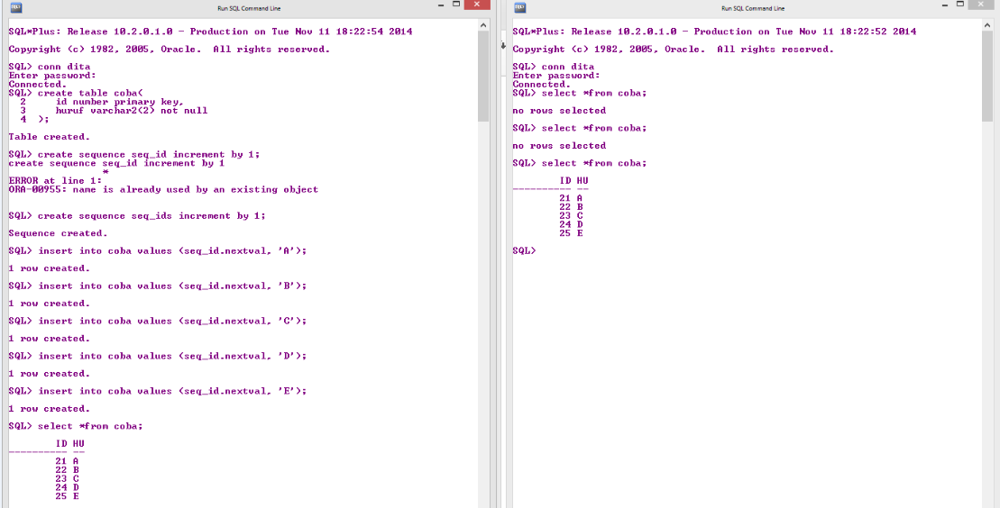 Run SQL Command Line
SQL*Plus: Release 10.2.0.1.0 - Production on Tue Nov 11 18:22:54 2014
Copyright (c) 1982, 2005, Oracle.  All rights reserved.
SQL> conn dita
Enter password:
Connected.
SQL> create table coba(
  2      id number primary key,
  3      huruf varchar2(2) not null
  4  );
Table created.
SQL> create sequence seq_id increment by 1;
create sequence seq_id increment by 1
                *
ERROR at line 1:
ORA-00955: name is already used by an existing object
SQL> create sequence seq_ids increment by 1;
Sequence created.
SQL> insert into coba values (seq_id.nextval, 'A');
1 row created.
SQL> insert into coba values (seq_id.nextval, 'B');
1 row created.
SQL> insert into coba values (seq_id.nextval, 'C');
1 row created.
SQL> insert into coba values (seq_id.nextval, 'D');
1 row created.
SQL> insert into coba values (seq_id.nextval, 'E');
1 row created.
SQL> select *from coba;
        ID HU
---------- --
        21 A
        22 B
        23 C
        24 D
        25 E
Run SQL Command Line
SQL*Plus: Release 10.2.0.1.0 - Production on Tue Nov 11 18:22:52 2014
Copyright (c) 1982, 2005, Oracle.  All rights reserved.
SQL> conn dita
Enter password:
Connected.
SQL> select *from coba;
no rows selected
SQL> select *from coba;
no rows selected
SQL> select *from coba;
        ID HU
---------- --
        21 A
        22 B
        23 C
        24 D
        25 E
SQL>